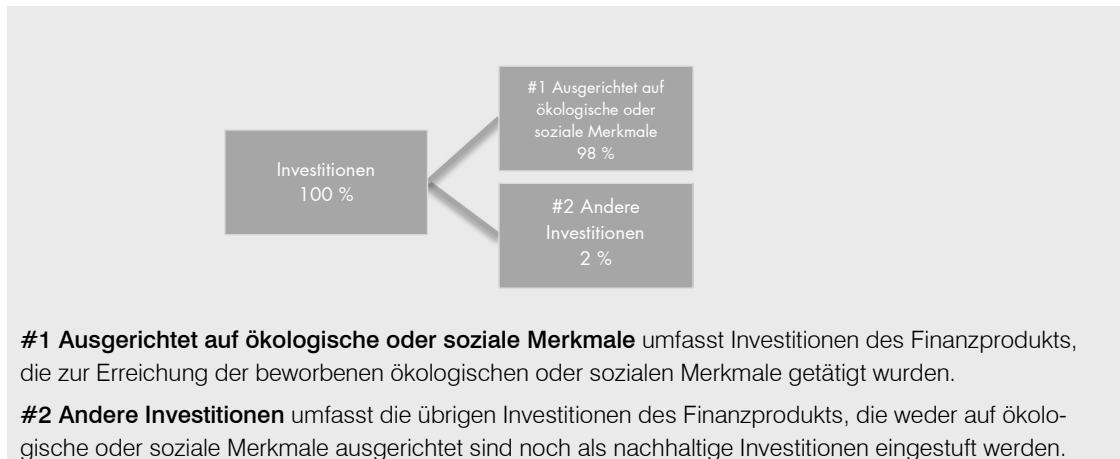 #1 Ausgerichtet auf
ökologische oder
soziale Merkmale
98 %
Investitionen
100 %
#2 Andere
Investitionen
2 %
#1 Ausgerichtet auf ökologische oder soziale Merkmale umfasst Investitionen des Finanzprodukts,
die zur Erreichung der beworbenen ökologischen oder sozialen Merkmale getätigt wurden.
#2 Andere Investitionen umfasst die übrigen Investitionen des Finanzprodukts, die weder auf ökolo-
gische oder soziale Merkmale ausgerichtet sind noch als nachhaltige Investitionen eingestuft werden.